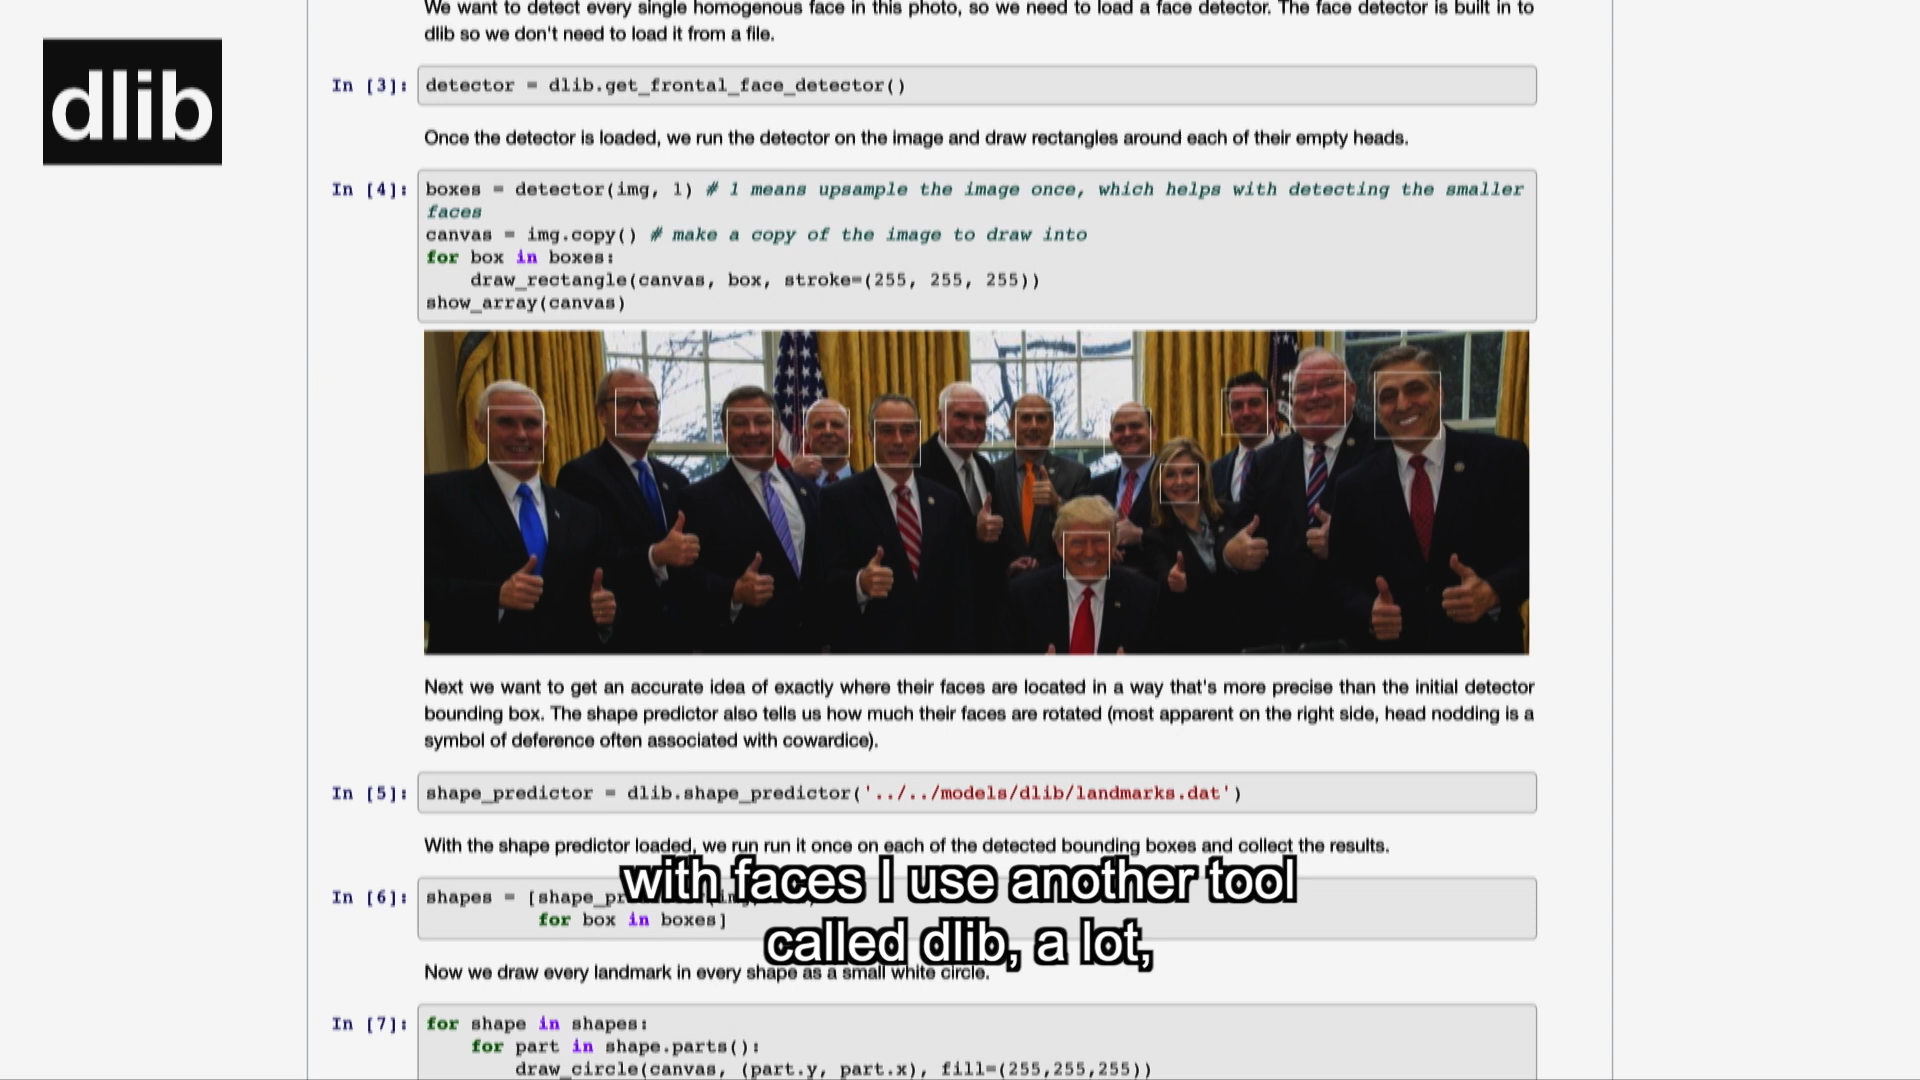 We want to detect every single homogenous face in this photo, so we need to load a face detector. The face detector is built in to
dlib so we don't need to load it from a file.
dlib
In [3]: detector = dlib.get_frontal_face_detector()
Once the detector is loaded, we run the detector on the image and draw rectangles around each of their empty heads.
In [4]: boxes = detector(img, 1) # 1 means upsample the image once, which helps with detecting the smaller
faces
canvas = img.copy() # make a copy of the image to draw into
for box in boxes:
    draw_rectangle(canvas, box, stroke=(255, 255, 255))
show_array(canvas)
Next we want to get an accurate idea of exactly where their faces are located in a way that's more precise than the initial detector
bounding box. The shape predictor also tells us how much their faces are rotated (most apparent on the right side, head nodding is a
symbol of deference often associated with cowardice).
In [5]: shape_predictor = dlib.shape_predictor('../../models/dlib/landmarks.dat')
With the shape predictor loaded, we run run it once on each of the detected bounding boxes and collect the results.
with faces I use another tool
In [6]: shapes = [shape_pr
for box in boxes]
called dlib, a lot,
Now we draw every landmark in every shape as a small white circle.
In [7]: for shape in shapes:
    for part in shape.parts():
        draw_circle(canvas, (part.y, part.x), fill=(255,255,255))